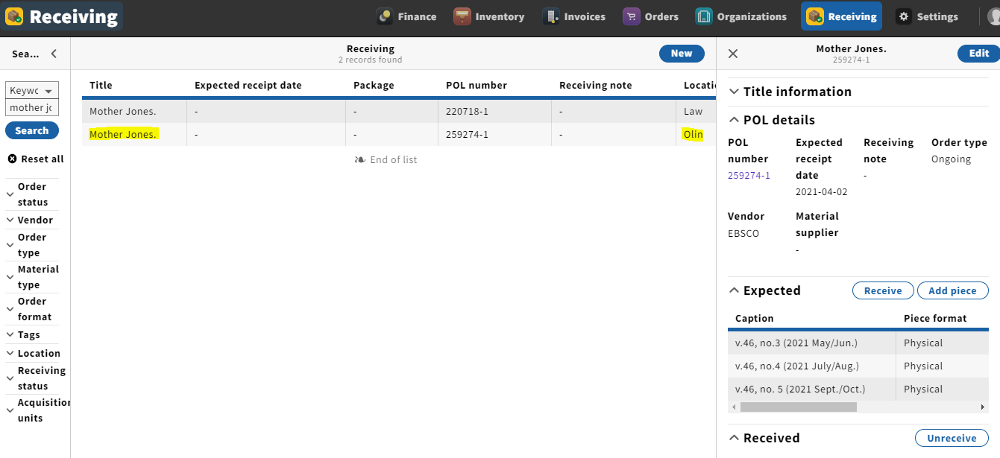 Receiving
Finance
Inventory
Invoices
Orders
Organizations
Receiving
Settings
Sea...
Receiving
2 records found
New
Mother Jones.
259274-1
Edit
Keywo
mother jo
Search
Reset all
Order status
Vendor
Order type
Material type
Order format
Tags
Location
Receiving status
Acquisition units
Title Expected receipt date Package POL number Receiving note Locatio
Mother Jones. - - 220718-1 - Law
Mother Jones. - - 259274-1 - Olin
End of list
Title information
POL details
POL number
259274-1
Expected receipt date
2021-04-02
Receiving note
-
Order type
Ongoing
Vendor
EBSCO
Material supplier
-
Expected
Receive
Add piece
Caption Piece format
v.46, no.3 (2021 May/Jun.) Physical
v.46, no.4 (2021 July/Aug.) Physical
v.46, no. 5 (2021 Sept./Oct.) Physical
Received
Unreceive